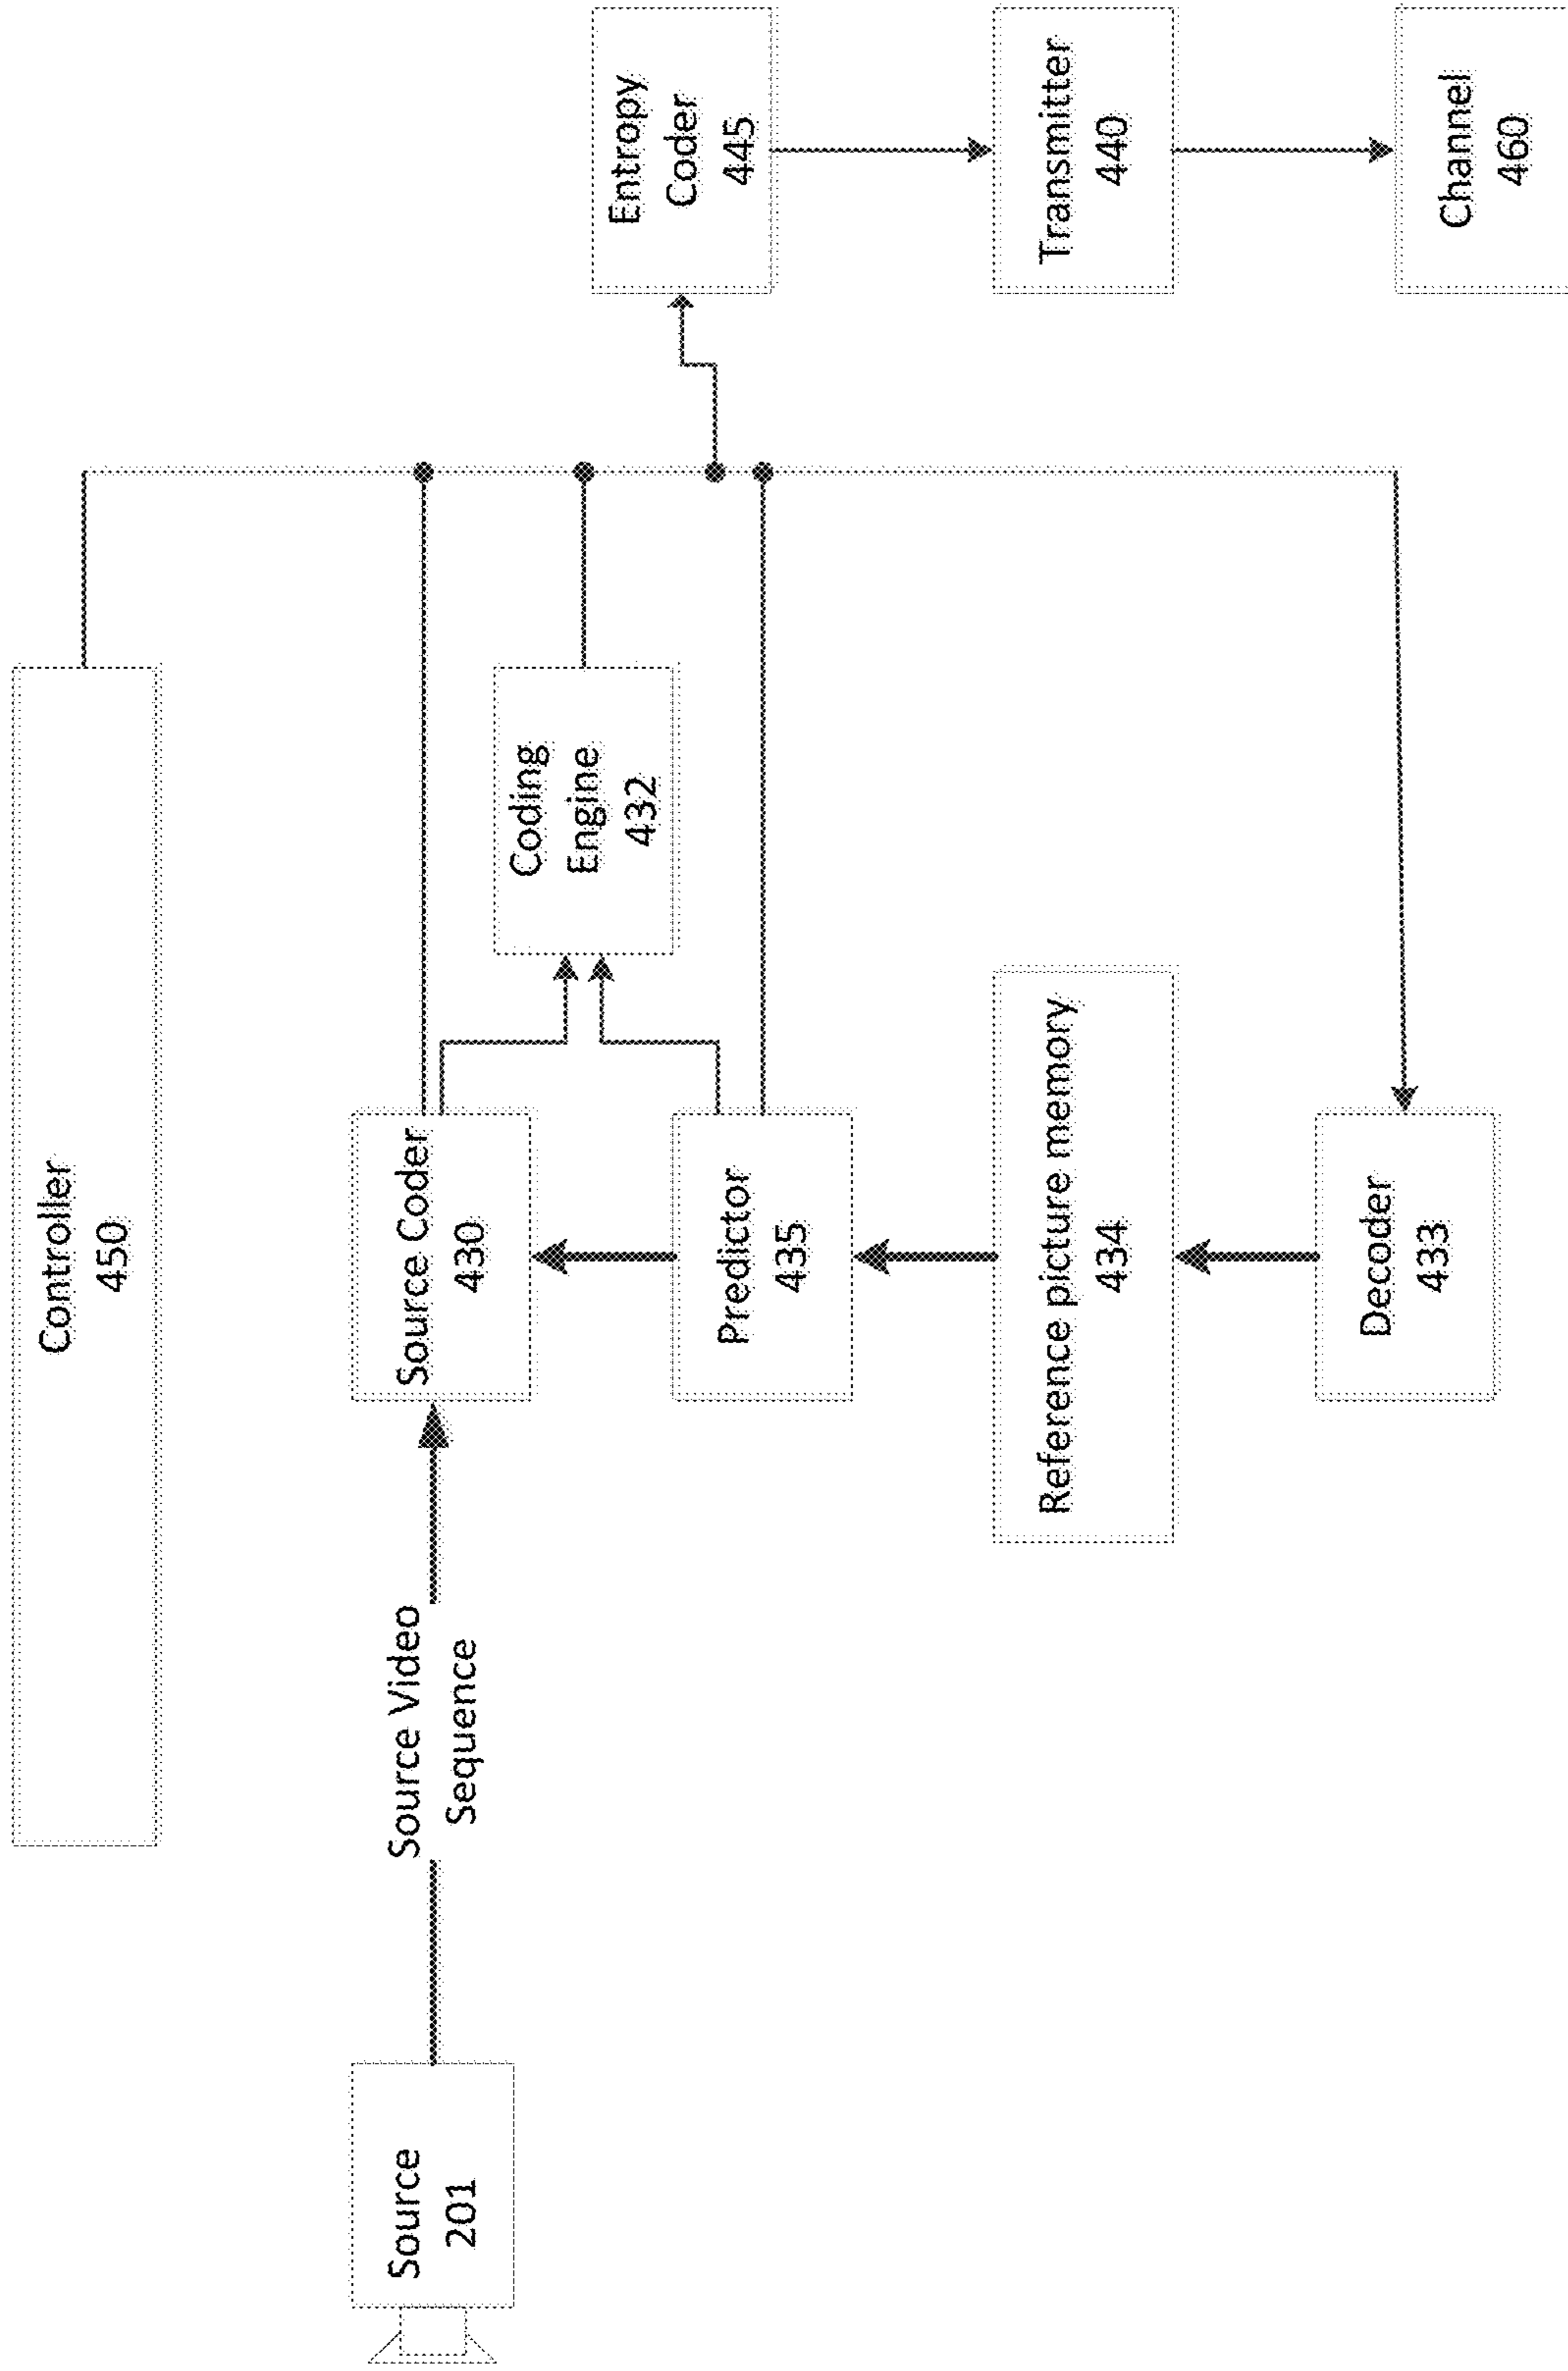 Controller
450
Source
201
Source Video
Sequence
Source Coder
430
Coding
Engine
432
Predictor
435
Reference picture memory
434
Decoder
433
Entropy
Coder
445
Transmitter
440
Channel
460